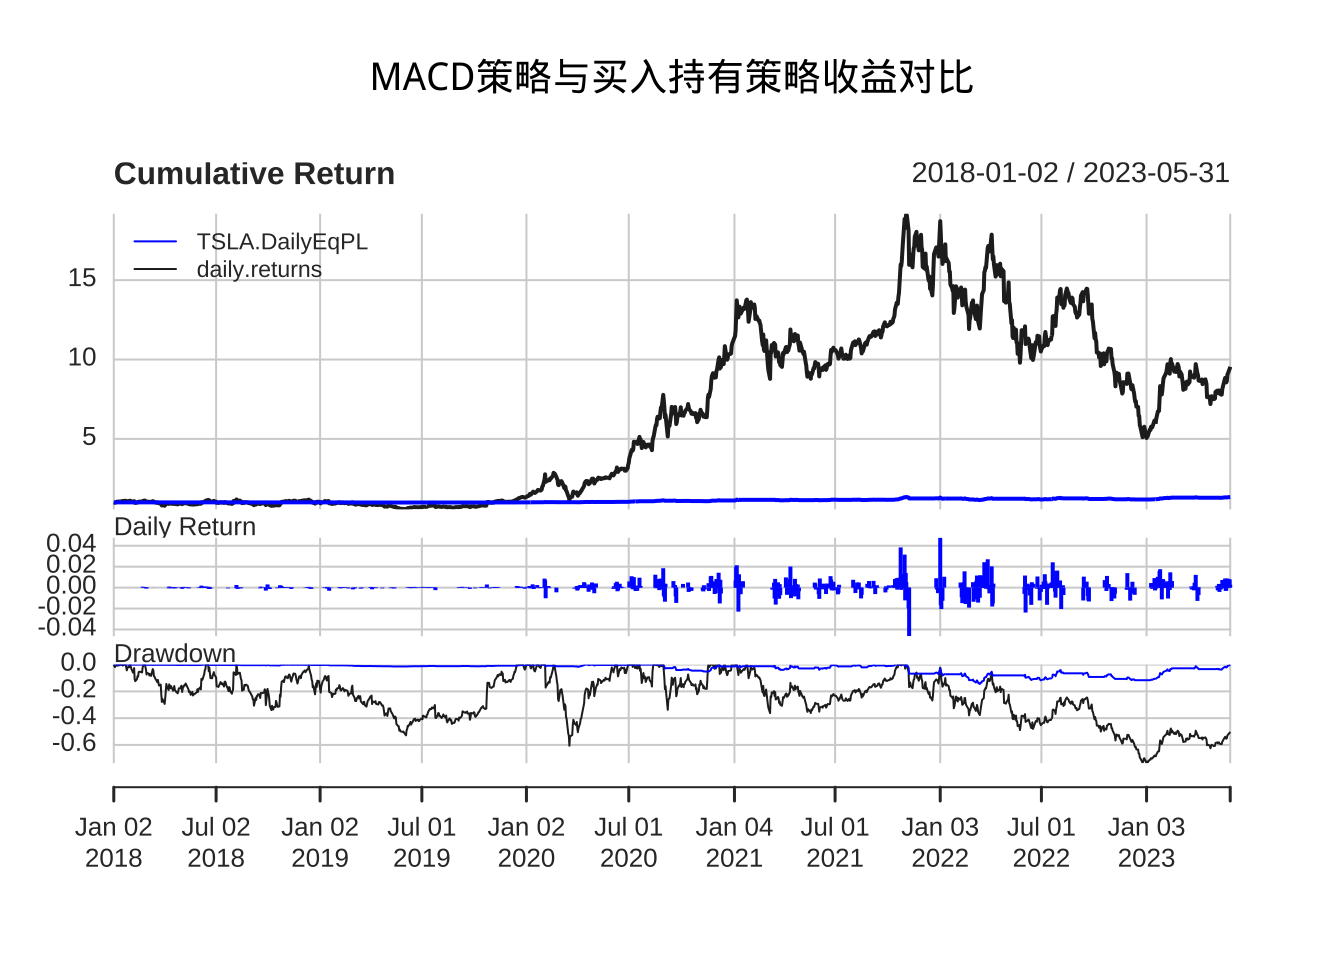 MACD策略与买入持有策略收益对比
Cumulative Return 2018-01-02 / 2023-05-31
TSLA.DailyEqPL
daily.returns
15
10
5
Daily Return
0.04
0.02
0.00
-0.02
-0.04
Drawdown
0.0
-0.2
-0.4
-0.6
Jan 02 Jul 02 Jan 02 Jul 01 Jan 02 Jul 01 Jan 04 Jul 01 Jan 03 Jul 01 Jan 03
2018 2018 2019 2019 2020 2020 2021 2021 2022 2022 2023